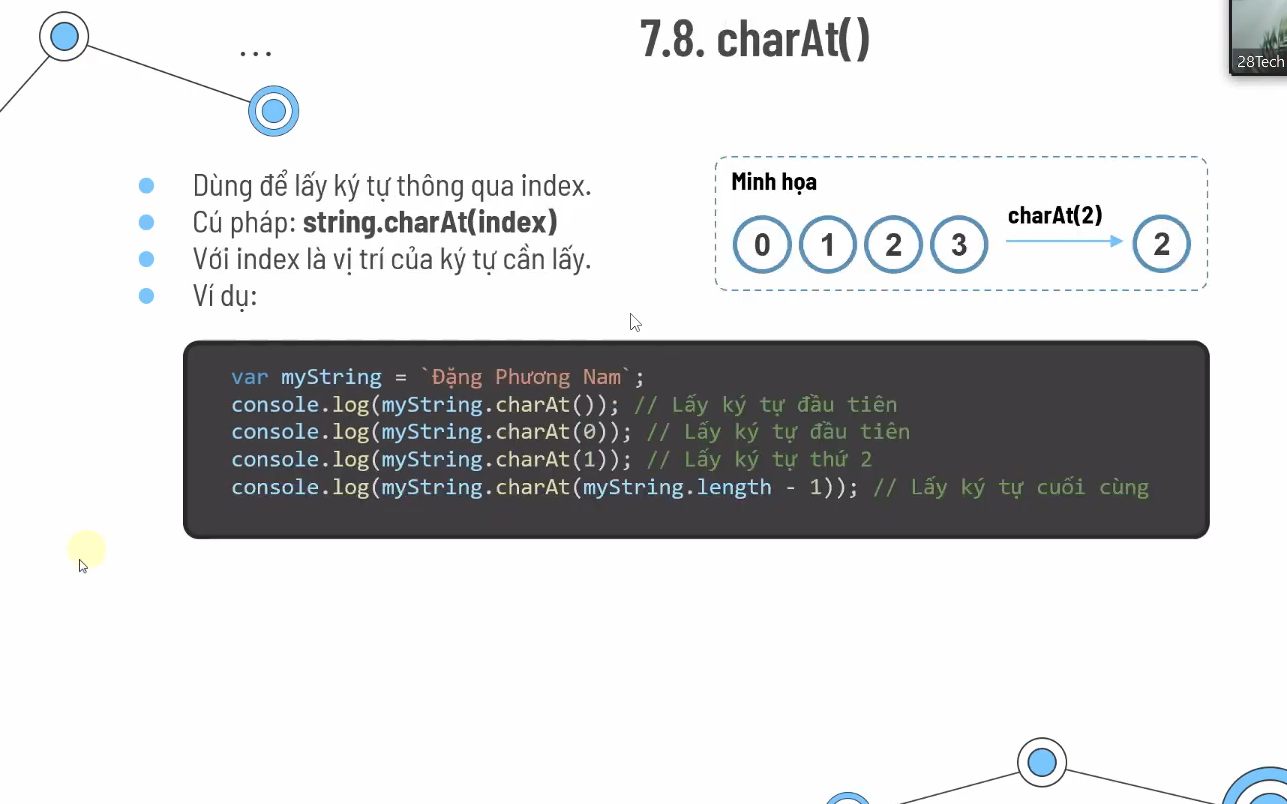 ...
7.8. charAt()
28Tech
Dùng để lấy ký tự thông qua index.
Cú pháp: string.charAt(index)
Với index là vị trí của ký tự cần lấy.
Ví dụ:
Minh họa
0 1 2 3 charAt(2) 2
var myString = `Đặng Phương Nam`;
console.log(myString.charAt()); // Lấy ký tự đầu tiên
console.log(myString.charAt(0)); // Lấy ký tự đầu tiên
console.log(myString.charAt(1)); // Lấy ký tự thứ 2
console.log(myString.charAt(myString.length - 1)); // Lấy ký tự cuối cùng